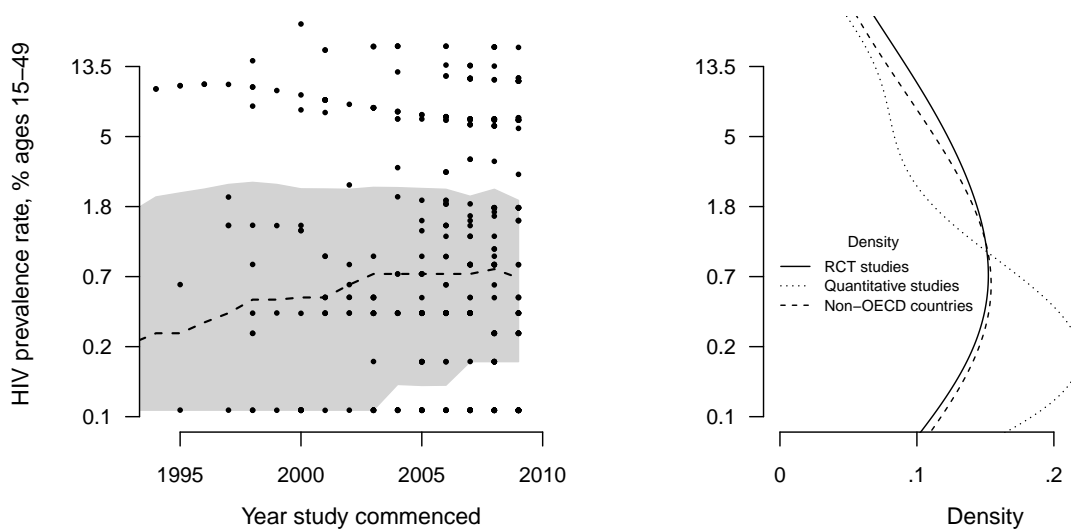 HIV prevalence rate, % ages 15−49
13.5
5
1.8
0.7
0.2
0.1
1995 2000 2005 2010
Year study commenced
13.5
5
1.8
0.7
0.2
0.1
Density
RCT studies
Quantitative studies
Non−OECD countries
0 .1 .2
Density